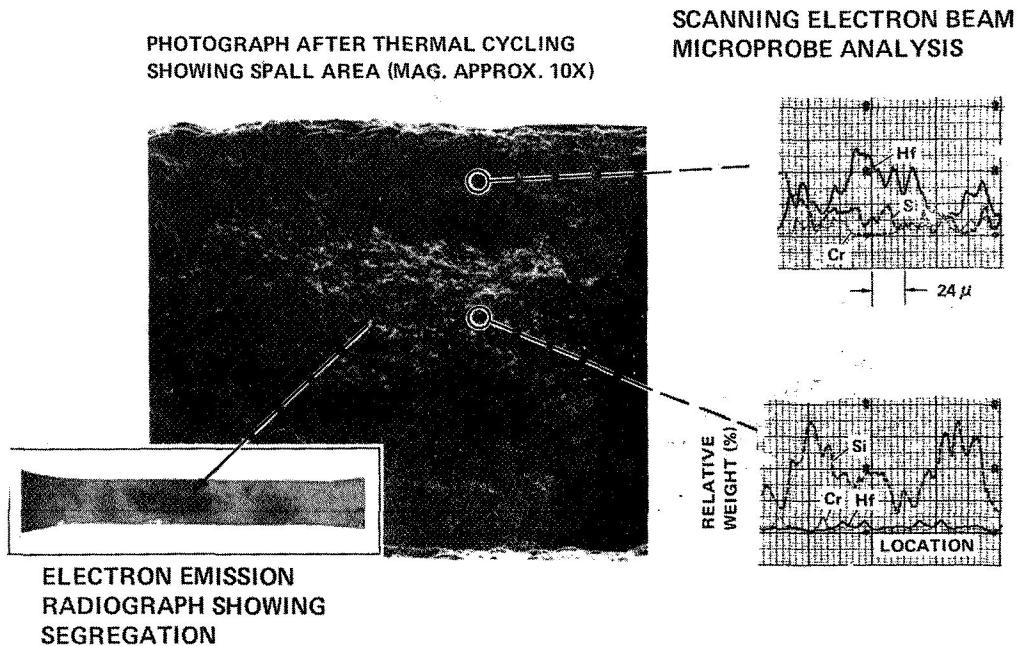 SCANNING ELECTRON BEAM
MICROPROBE ANALYSIS
PHOTOGRAPH AFTER THERMAL CYCLING
SHOWING SPALL AREA (MAG. APPROX. 10X)
Hf
Si
Cr
24 μ
RELATIVE
WEIGHT (%)
Si
Cr Hf
LOCATION
ELECTRON EMISSION
RADIOGRAPH SHOWING
SEGREGATION